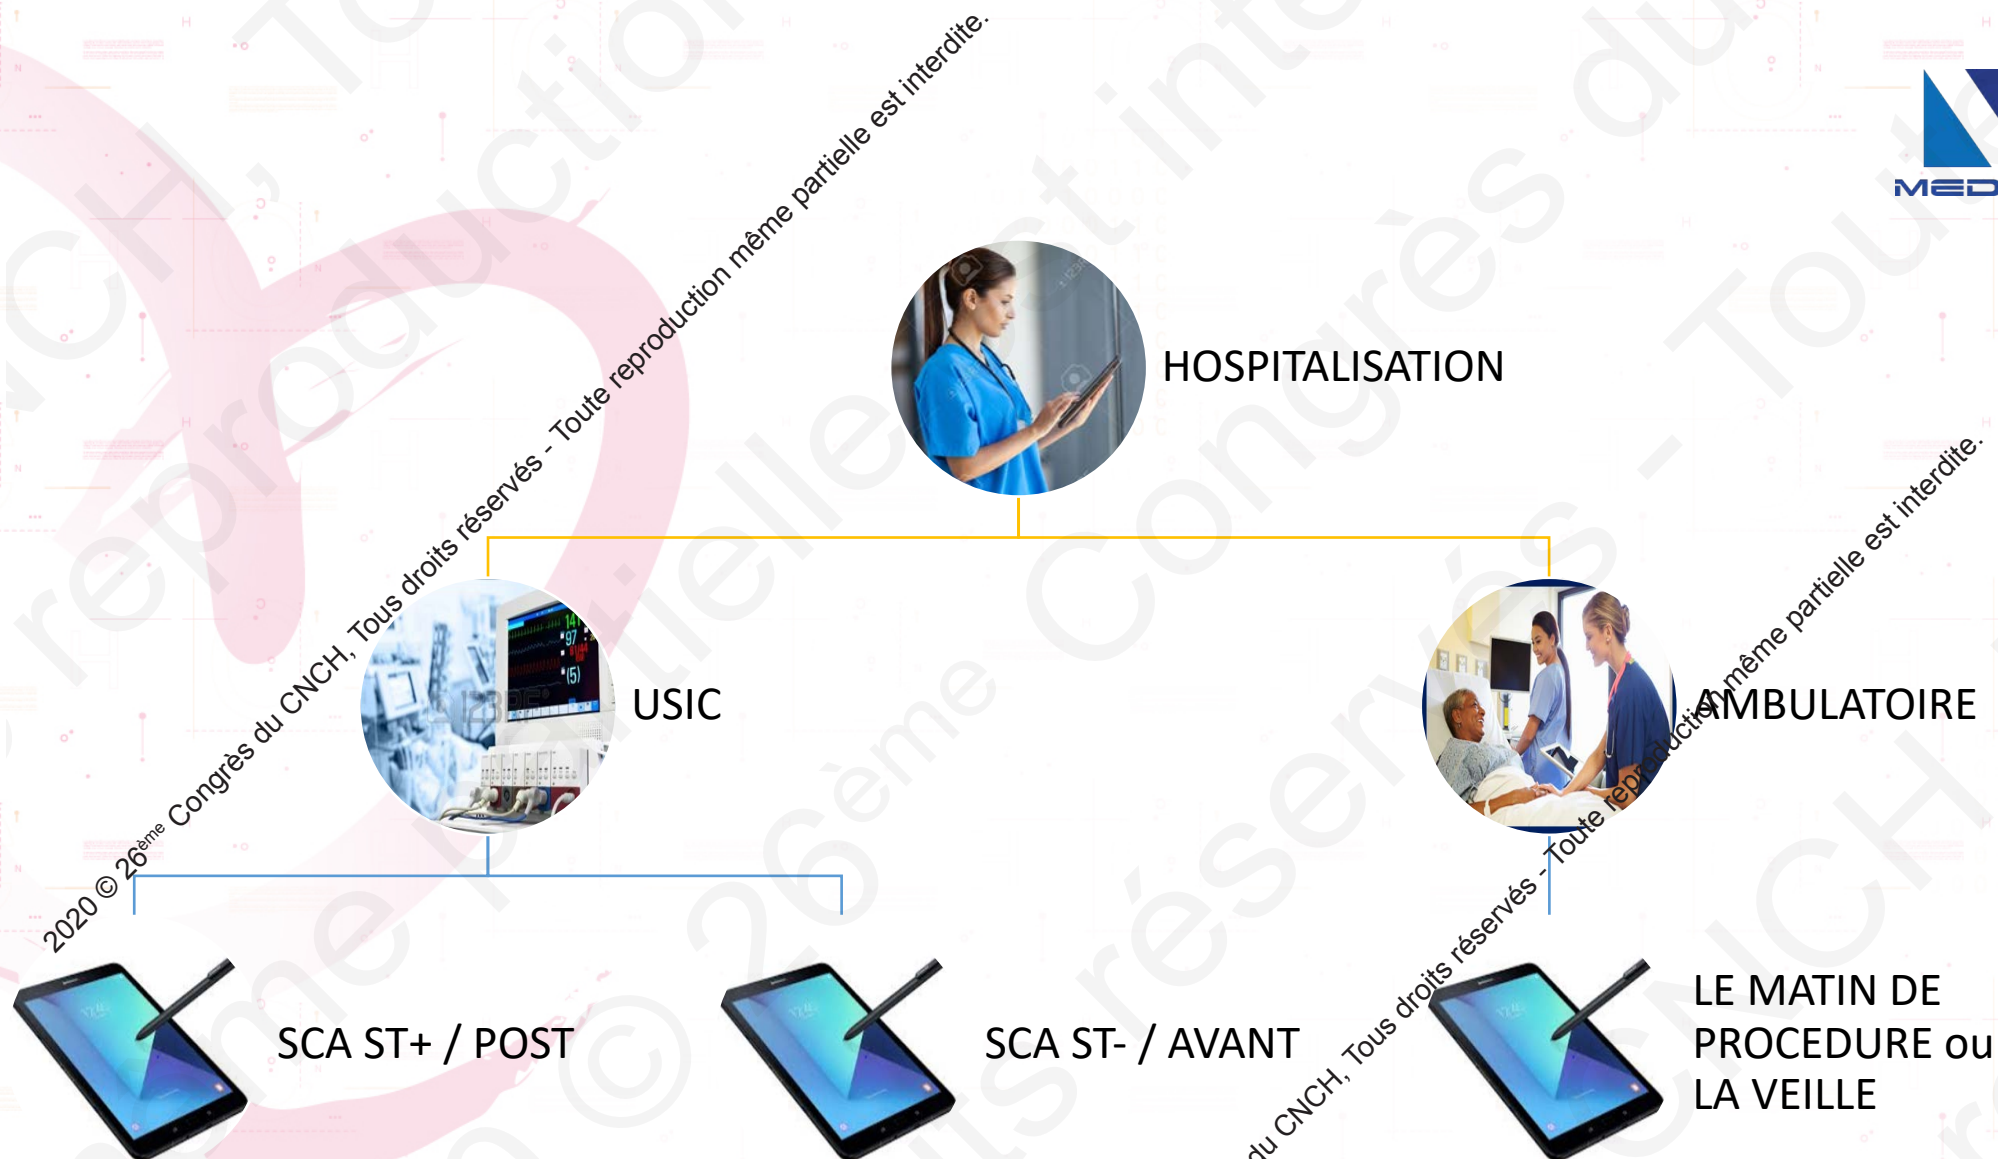 MED
HOSPITALISATION
USIC
AMBULATOIRE
SCA ST+ / POST
SCA ST- / AVANT
LE MATIN DE
PROCEDURE ou
LA VEILLE
2020 © 26ème Congrès du CNCH, Tous droits réservés - Toute reproduction même partielle est interdite.
du CNCH, Tous droits réservés - Toute reproduction même partielle est interdite.